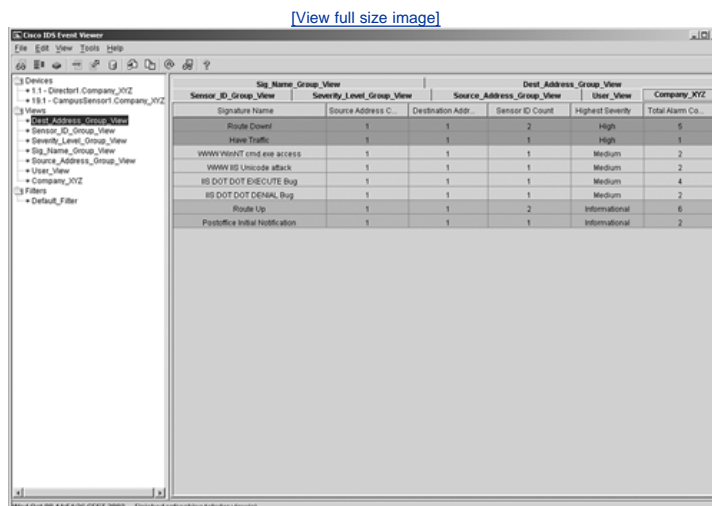 [View full size image]
Cisco IDS Event Viewer
File Edit View Tools Help
Devices
1.1 - Director1.Company_XYZ
19.1 - CampusSensor1.Company_XYZ
Views
Dest_Address_Group_View
Sensor_ID_Group_View
Severity_Level_Group_View
Sig_Name_Group_View
Source_Address_Group_View
User_View
Company_XYZ
Filters
Default_Filter
Sig_Name_Group_View Dest_Address_Group_View
Sensor_ID_Group_View Severity_Level_Group_View Source_Address_Group_View User_View Company_XYZ
Signature Name Source Address C... Destination Addr... Sensor ID Count Highest Severity Total Alarm Co...
Route Down! 1 1 2 High 5
Have Traffic 1 1 1 High 1
WWW WinNT cmd.exe access 1 1 1 Medium 2
WWW IIS Unicode attack 1 1 1 Medium 2
IIS DOT DOT EXECUTE Bug 1 1 1 Medium 4
IIS DOT DOT DENIAL Bug 1 1 1 Medium 2
Route Up 1 1 2 Informational 6
Postoffice Initial Notification 1 1 1 Informational 2